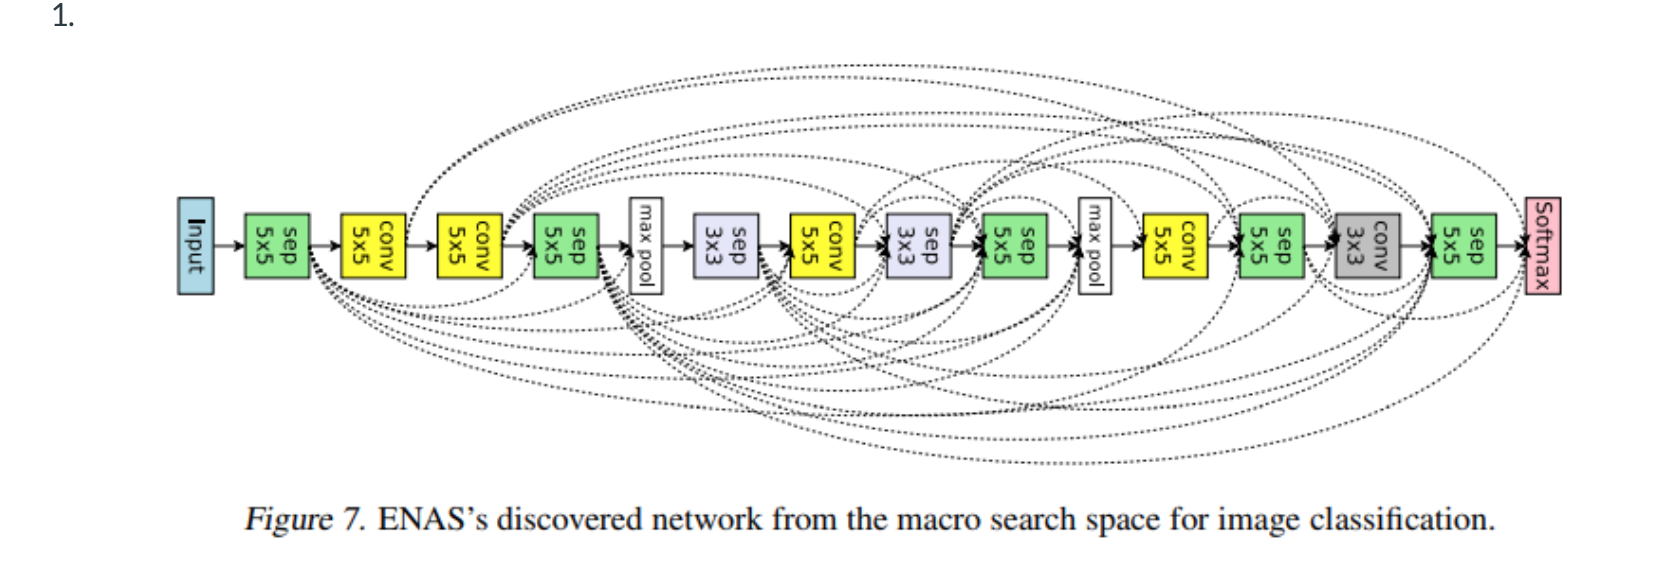 1.
Input
sep
5x5
conv
5x5
conv
5x5
sep
5x5
max pool
sep
3x3
conv
5x5
sep
3x3
sep
5x5
max pool
conv
5x5
sep
5x5
conv
3x3
sep
5x5
Softmax
Figure 7. ENAS's discovered network from the macro search space for image classification.